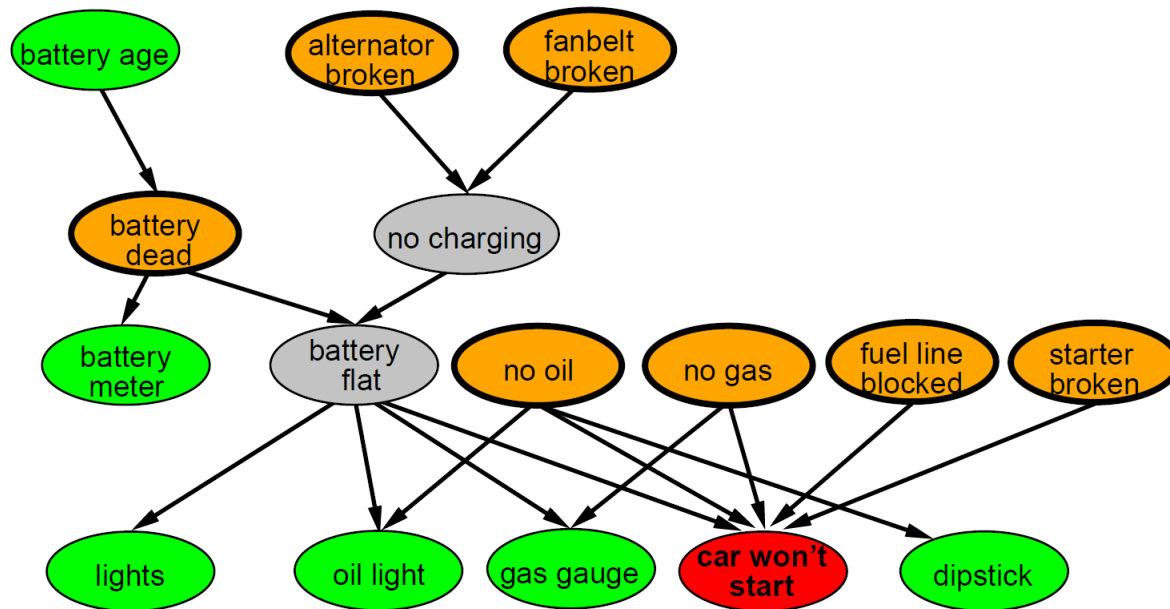 battery age
alternator
broken
fanbelt
broken
battery
dead
no charging
battery
meter
battery
flat
no oil
no gas
fuel line
blocked
starter
broken
lights
oil light
gas gauge
car won't
start
dipstick